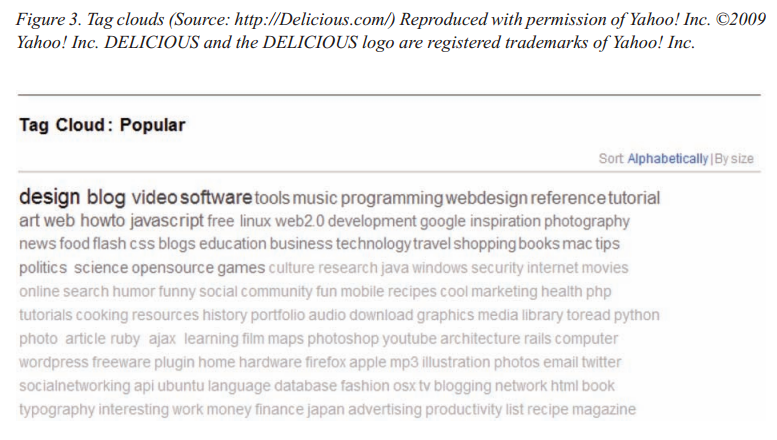 Figure 3. Tag clouds (Source: http://Delicious.com/) Reproduced with permission of Yahoo! Inc. ©2009
Yahoo! Inc. DELICIOUS and the DELICIOUS logo are registered trademarks of Yahoo! Inc.
Tag Cloud: Popular
Sort Alphabetically | By size
design blog video software tools music programming webdesign reference tutorial
art web howto javascript free linux web2.0 development google inspiration photography
news food flash css blogs education business technology travel shopping books mac tips
politics science opensource games culture research java windows security internet movies
online search humor funny social community fun mobile recipes cool marketing health php
tutorials cooking resources history portfolio audio download graphics media library toread python
photo article ruby ajax learning film maps photoshop youtube architecture rails computer
wordpress freeware plugin home hardware firefox apple mp3 illustration photos email twitter
socialnetworking api ubuntu language database fashion osx tv blogging network html book
typography interesting work money finance japan advertising productivity list recipe magazine